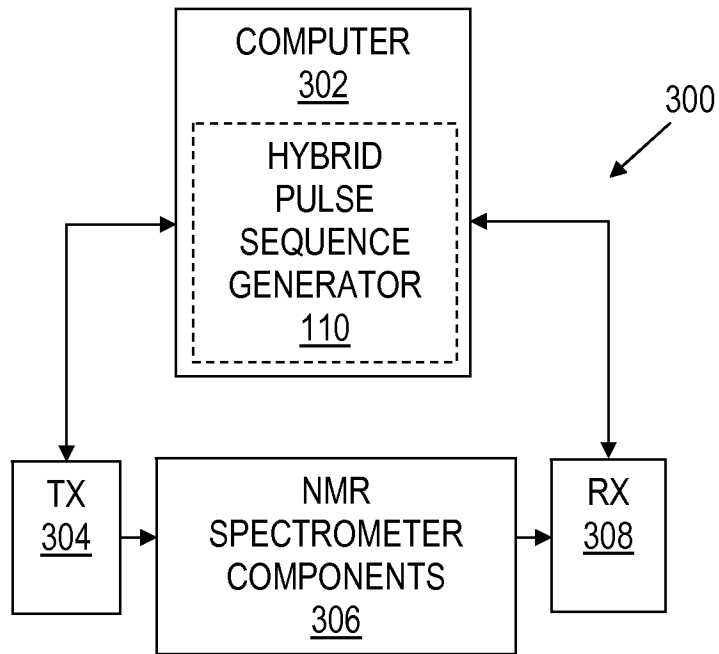 COMPUTER
302
300
HYBRID
PULSE
SEQUENCE
GENERATOR
110
TX
304
NMR
SPECTROMETER
COMPONENTS
306
RX
308